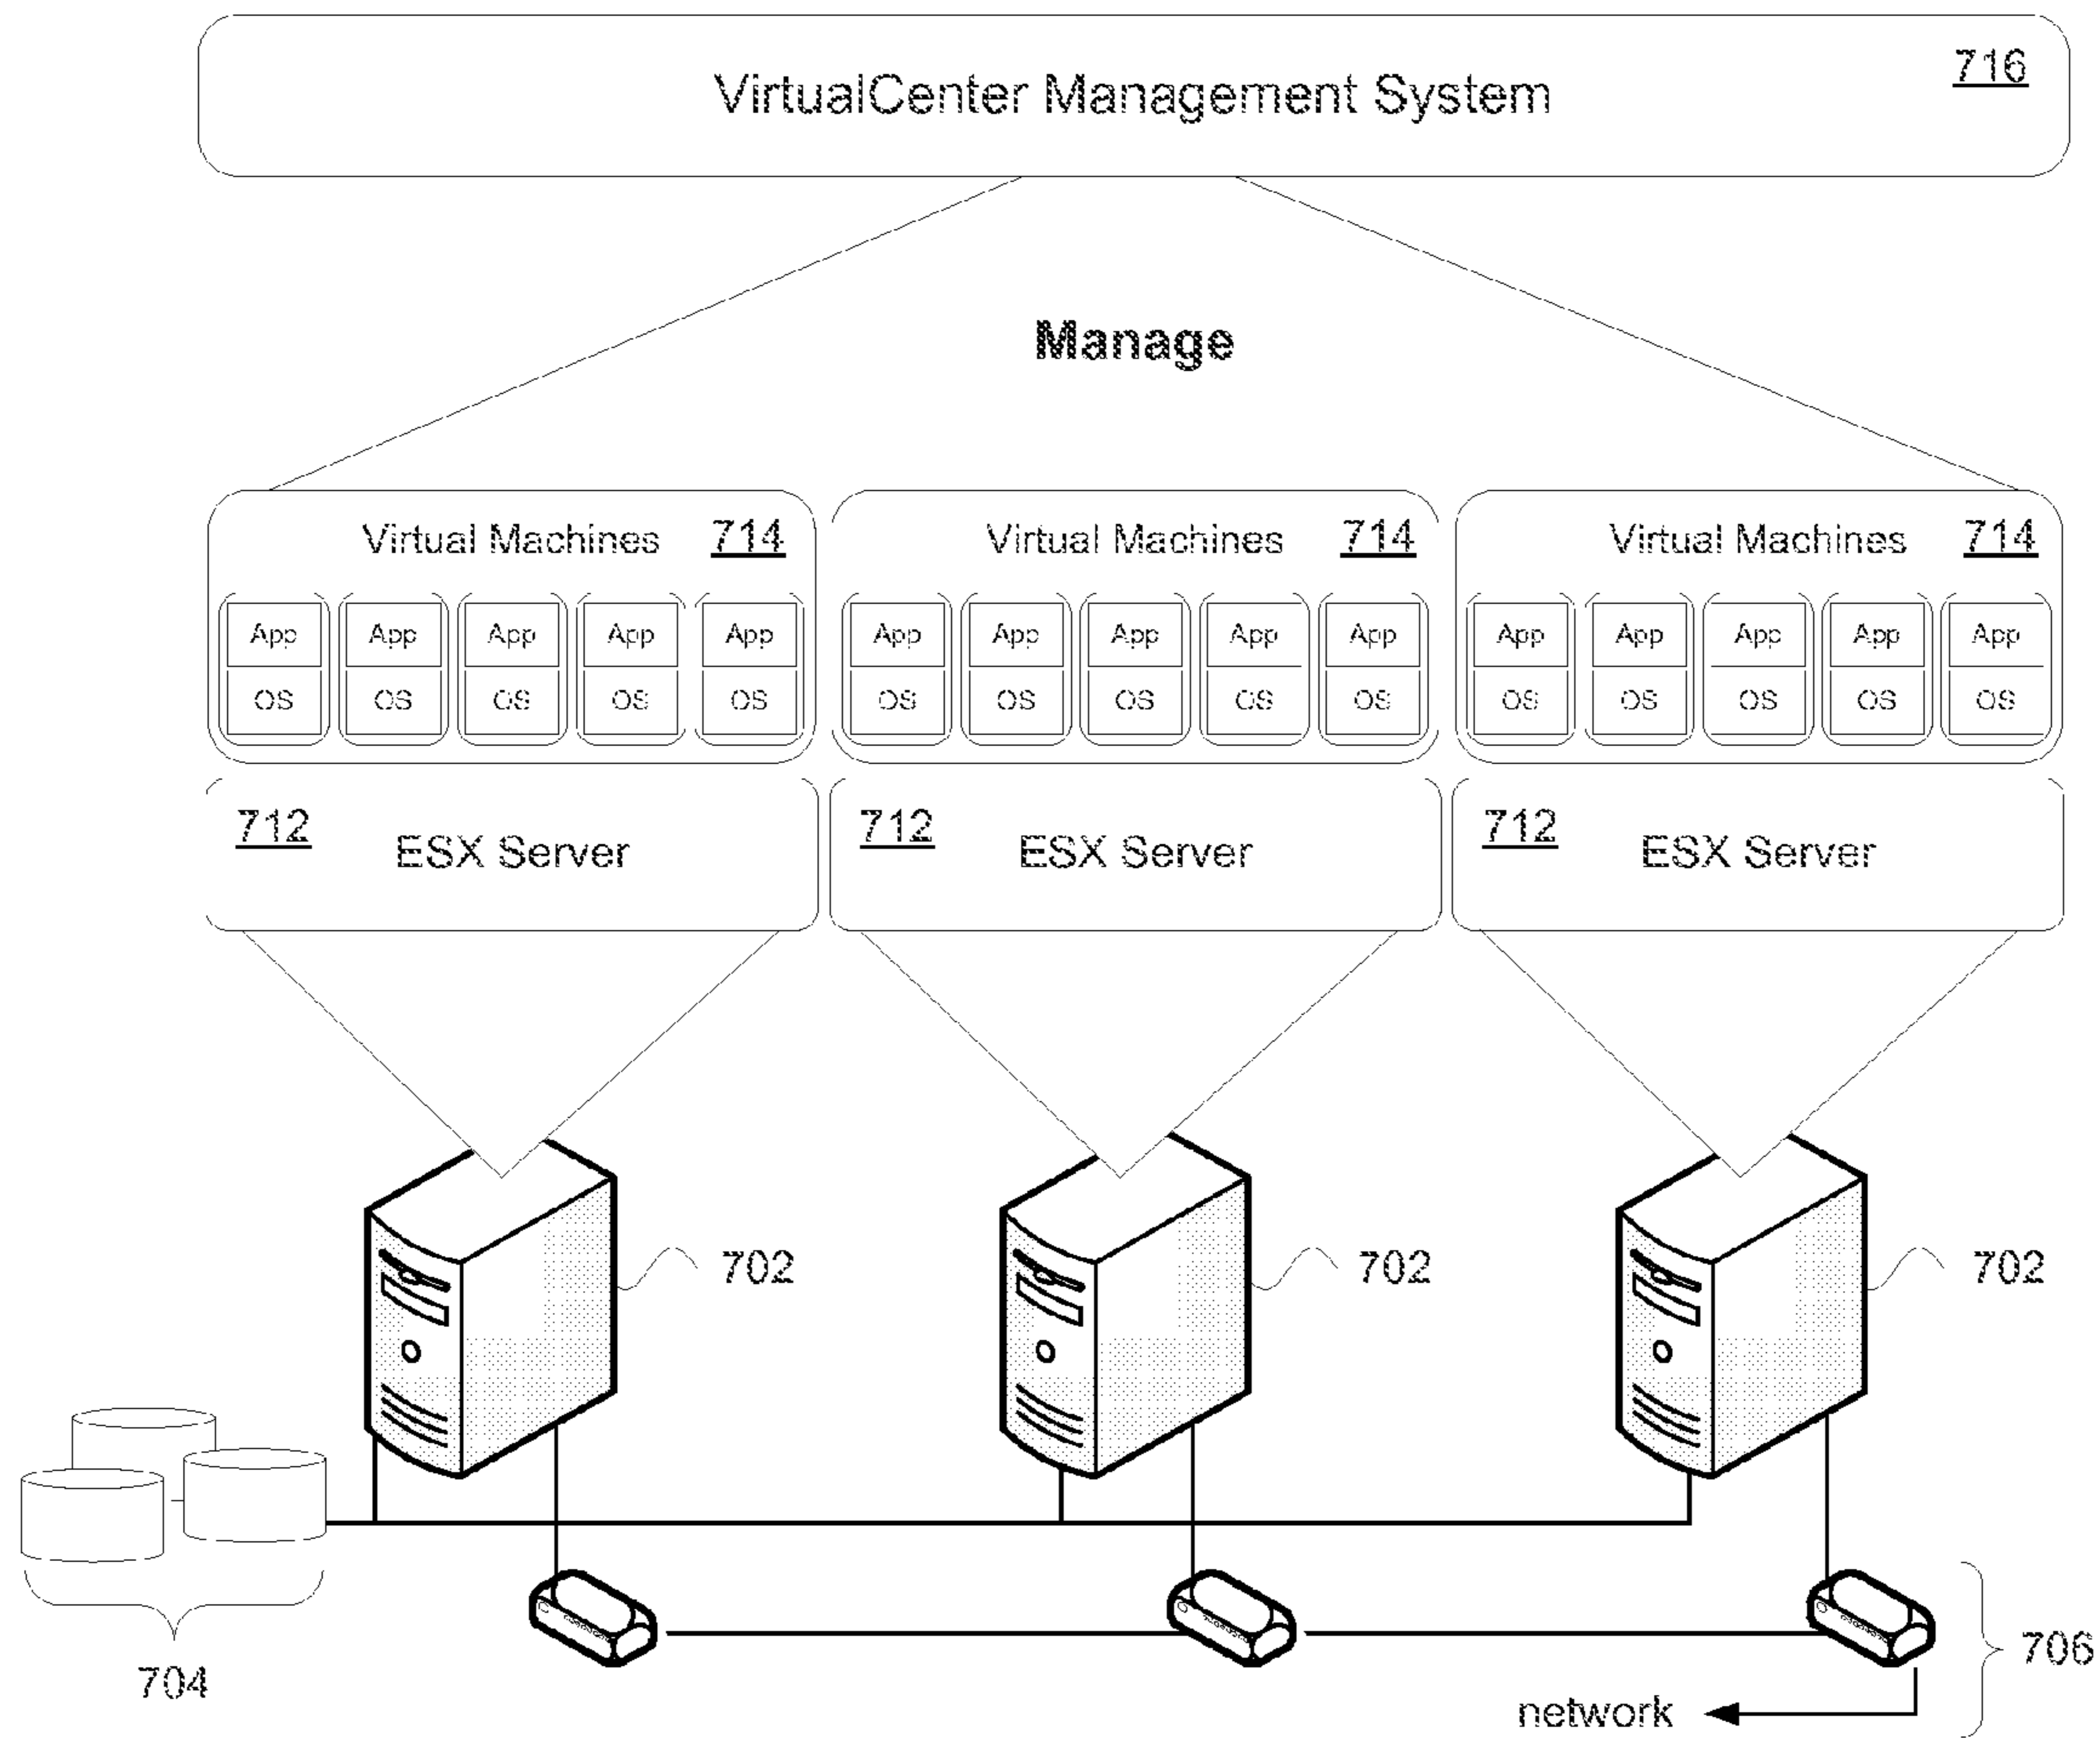 VirtualCenter Management System 716
Manage
Virtual Machines 714 Virtual Machines 714 Virtual Machines 714
App App App App App App App App App App App App App App App
OS OS OS OS OS OS OS OS OS OS OS OS OS OS OS
712 ESX Server 712 ESX Server 712 ESX Server
702 702 702
704
706
network